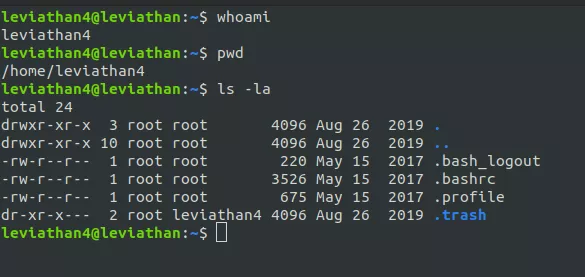 leviathan4@leviathan:~$ whoami
leviathan4
leviathan4@leviathan:~$ pwd
/home/leviathan4
leviathan4@leviathan:~$ ls -la
total 24
drwxr-xr-x  3 root root       4096 Aug 26  2019 .
drwxr-xr-x 10 root root       4096 Aug 26  2019 ..
-rw-r--r--  1 root root        220 May 15  2017 .bash_logout
-rw-r--r--  1 root root       3526 May 15  2017 .bashrc
-rw-r--r--  1 root root        675 May 15  2017 .profile
dr-xr-x---  2 root leviathan4 4096 Aug 26  2019 .trash
leviathan4@leviathan:~$